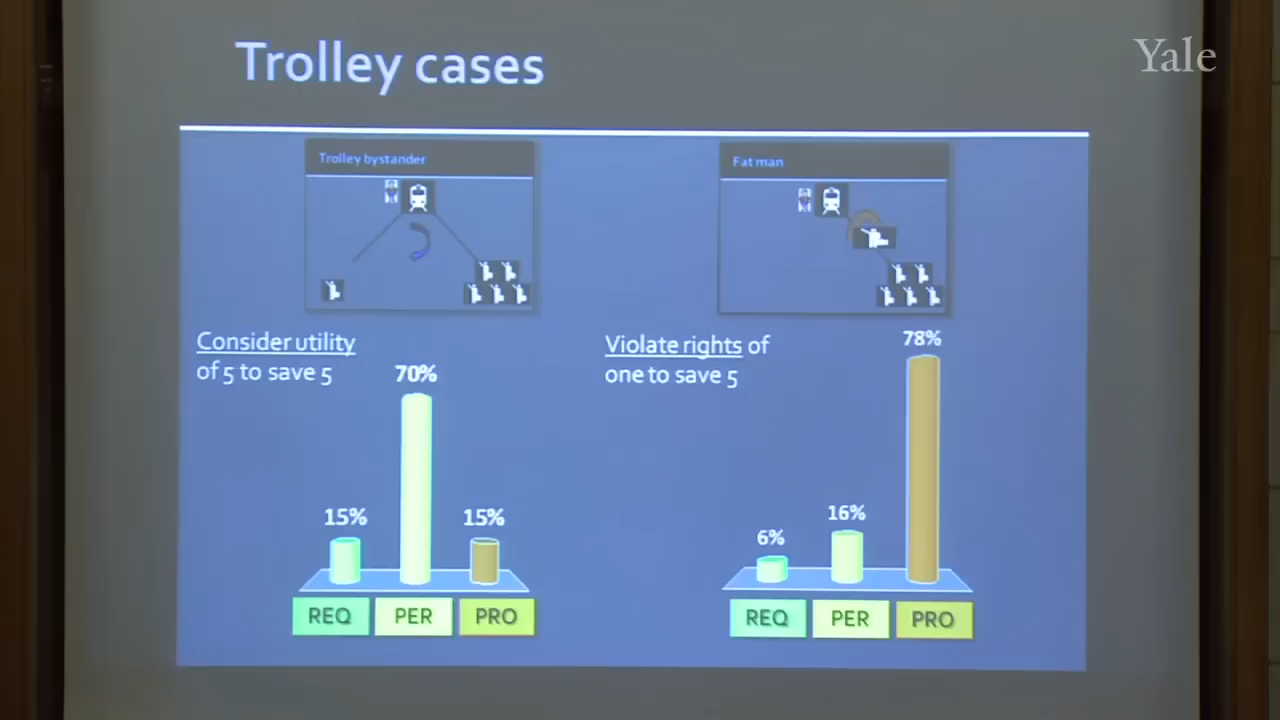 Trolley cases
Yale
Trolley bystander
Fat man
Consider utility
of 5 to save 5
Violate rights of
one to save 5
15%
70%
15%
6%
16%
78%
REQ
PER
PRO
REQ
PER
PRO